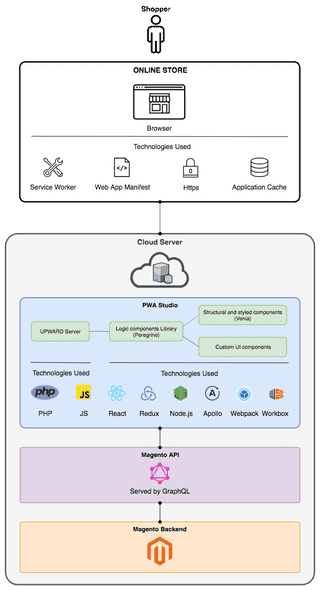 Shopper
ONLINE STORE
Browser
Technologies Used
Service Worker
Web App Manifest
Https
Application Cache
Cloud Server
PWA Studio
UPWARD Server
Logic components Library
(Peregrine)
Structural and styled components
(Venia)
Custom UI components
Technologies Used
Technologies Used
php
JS
PHP
JS
React
Redux
Node.js
Apollo
Webpack
Workbox
Magento API
Served by GraphQL
Magento Backend